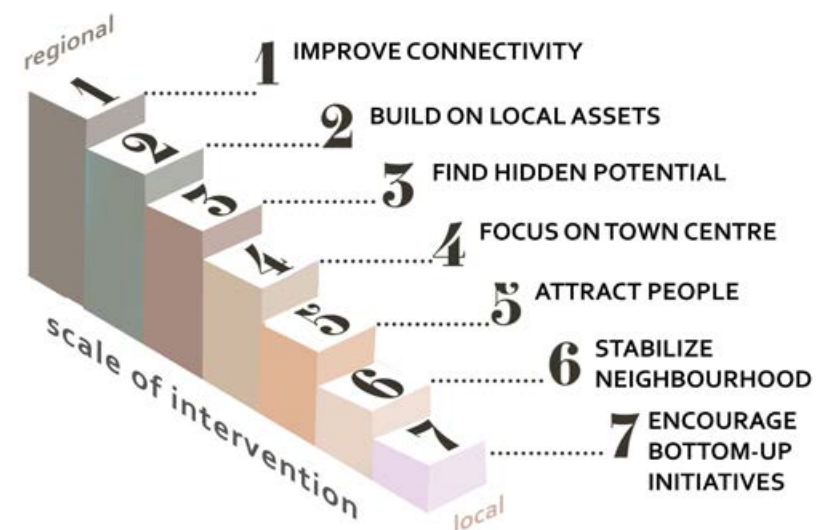 regional
1 IMPROVE CONNECTIVITY
2 BUILD ON LOCAL ASSETS
3 FIND HIDDEN POTENTIAL
4 FOCUS ON TOWN CENTRE
5 ATTRACT PEOPLE
6 STABILIZE
NEIGHBOURHOOD
7 ENCOURAGE
BOTTOM-UP
INITIATIVES
1
2
3
4
5
6
7
scale of intervention
local